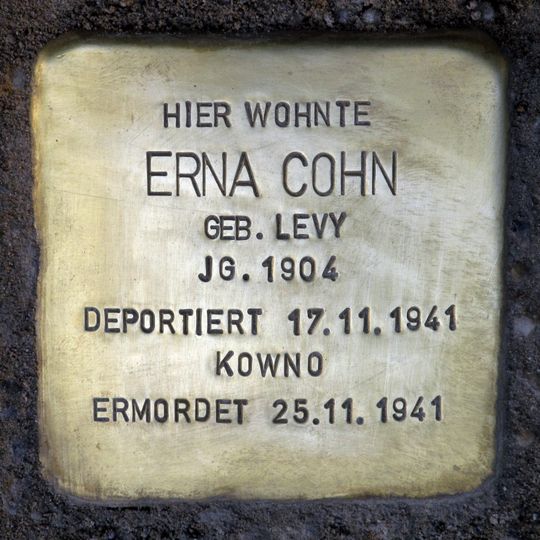 HIER WOHNTE
ERNA COHN
GEB. LEVY
JG. 1904
DEPORTIERT 17.11.1941
KOWNO
ERMORDET 25.11.1941